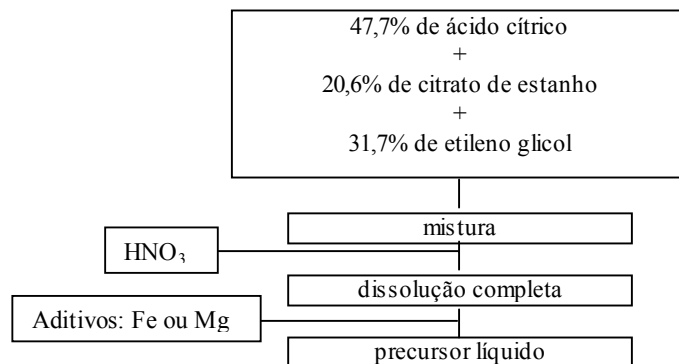 47,7% de ácido cítrico
+
20,6% de citrato de estanho
+
31,7% de etileno glicol
mistura
HNO₃
dissolução completa
Aditivos: Fe ou Mg
precursor líquido